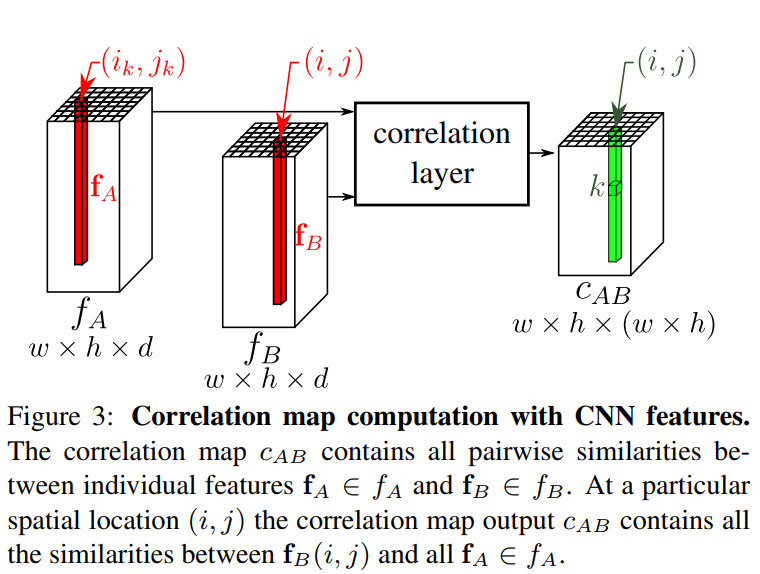 (i_k, j_k)
(i, j)
(i, j)
correlation
layer
f_A
k
f_B
f_A
c_AB
w × h × d
w × h × (w × h)
f_B
w × h × d
Figure 3: Correlation map computation with CNN features.
The correlation map c_AB contains all pairwise similarities be-
tween individual features f_A ∈ f_A and f_B ∈ f_B. At a particular
spatial location (i, j) the correlation map output c_AB contains all
the similarities between f_B(i, j) and all f_A ∈ f_A.